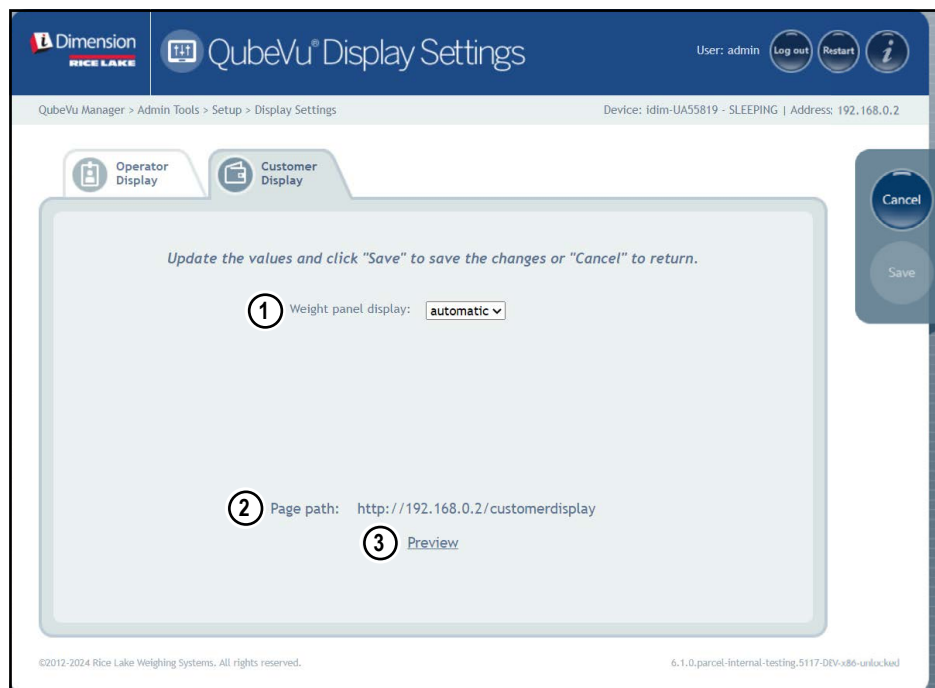 iDimension
RICE LAKE
QubeVu® Display Settings
User: admin
Log out
Restart
i
QubeVu Manager > Admin Tools > Setup > Display Settings
Device: idim-UA55819 - SLEEPING | Address: 192.168.0.2
Operator
Display
Customer
Display
Cancel
Save
Update the values and click "Save" to save the changes or "Cancel" to return.
1 Weight panel display: automatic
2 Page path: http://192.168.0.2/customerdisplay
3 Preview
©2012-2024 Rice Lake Weighing Systems. All rights reserved.
6.1.0.parcel-internal-testing.5117-DEV-x86-unlocked